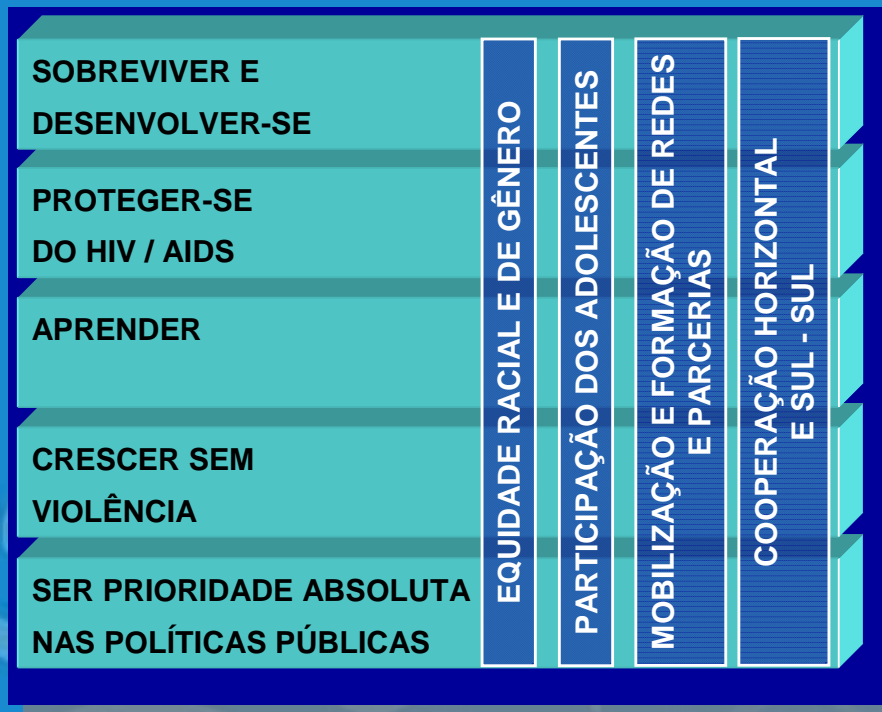 SOBREVIVER E
DESENVOLVER-SE
PROTEGER-SE
DO HIV / AIDS
APRENDER
CRESCER SEM
VIOLÊNCIA
SER PRIORIDADE ABSOLUTA
NAS POLÍTICAS PÚBLICAS
EQUIDADE RACIAL E DE GÊNERO
PARTICIPAÇÃO DOS ADOLESCENTES
MOBILIZAÇÃO E FORMAÇÃO DE REDES
E PARCERIAS
COOPERAÇÃO HORIZONTAL
E SUL - SUL